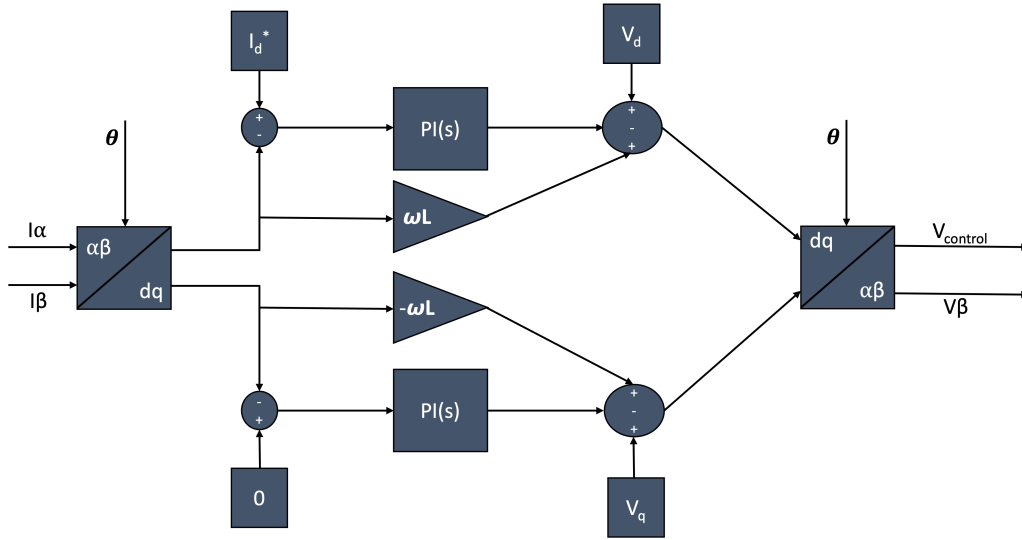 I_d*
V_d
+
-
PI(s)
+
-
+
θ
θ
ωL
Iα
αβ
dq
V_control
Iβ
dq
αβ
Vβ
-ωL
-
+
PI(s)
+
-
+
0
V_q